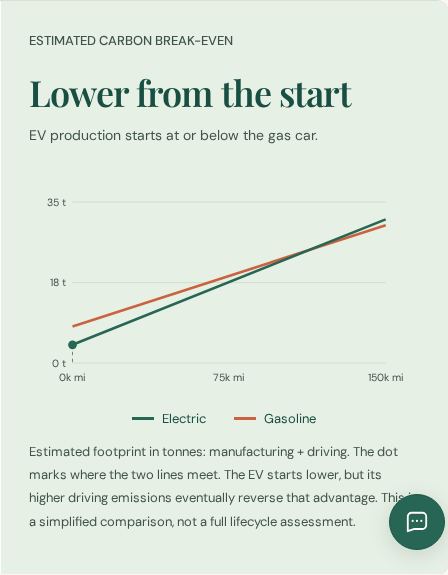 ESTIMATED CARBON BREAK-EVEN
Lower from the start
EV production starts at or below the gas car.
35 t
18 t
0 t
0k mi 75k mi 150k mi
Electric Gasoline
Estimated footprint in tonnes: manufacturing + driving. The dot
marks where the two lines meet. The EV starts lower, but its
higher driving emissions eventually reverse that advantage. This
a simplified comparison, not a full lifecycle assessment.